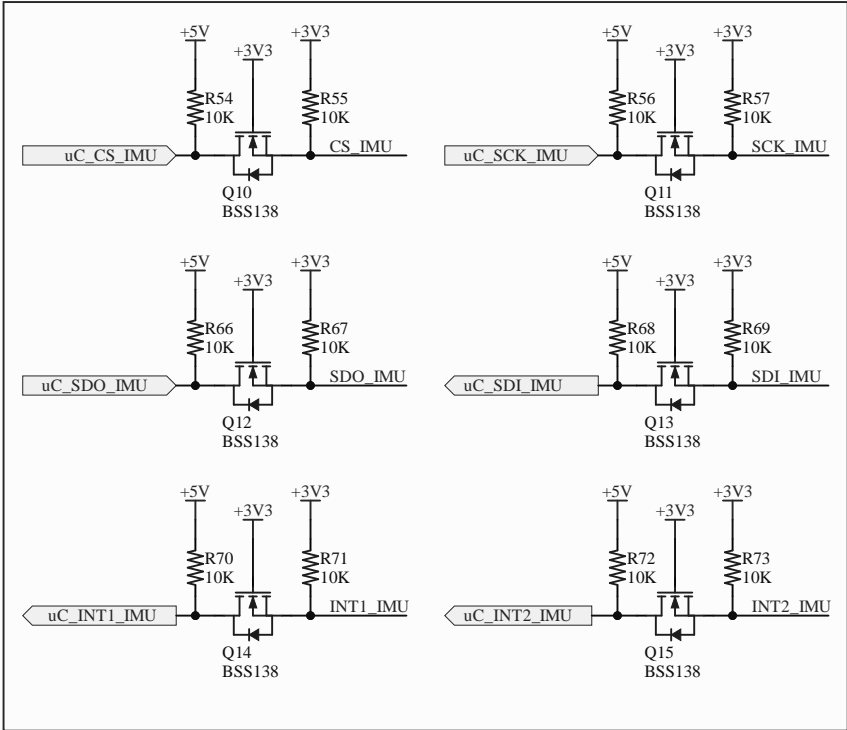 +5V
+3V3
+3V3
R54
10K
R55
10K
uC_CS_IMU
CS_IMU
Q10
BSS138
+5V
+3V3
+3V3
R56
10K
R57
10K
uC_SCK_IMU
SCK_IMU
Q11
BSS138
+5V
+3V3
+3V3
R66
10K
R67
10K
uC_SDO_IMU
SDO_IMU
Q12
BSS138
+5V
+3V3
+3V3
R68
10K
R69
10K
uC_SDI_IMU
SDI_IMU
Q13
BSS138
+5V
+3V3
+3V3
R70
10K
R71
10K
uC_INT1_IMU
INT1_IMU
Q14
BSS138
+5V
+3V3
+3V3
R72
10K
R73
10K
uC_INT2_IMU
INT2_IMU
Q15
BSS138